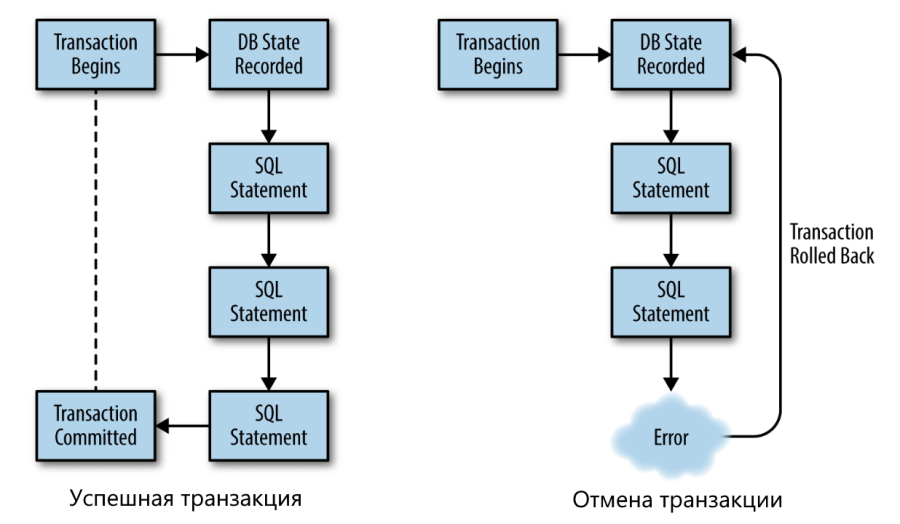 Transaction
Begins
DB State
Recorded
SQL
Statement
SQL
Statement
SQL
Statement
Transaction
Committed
Успешная транзакция
Transaction
Begins
DB State
Recorded
SQL
Statement
SQL
Statement
Error
Transaction
Rolled Back
Отмена транзакции